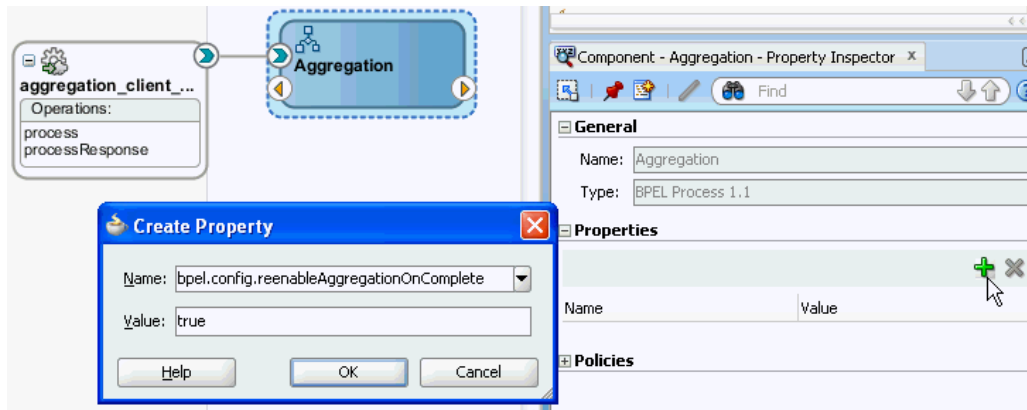 aggregation_client_...
Operations:
process
processResponse
Aggregation
Create Property
Name: bpel.config.reenableAggregationOnComplete
Value: true
Help OK Cancel
Component - Aggregation - Property Inspector x
Find
General
Name: Aggregation
Type: BPEL Process 1.1
Properties
Name Value
Policies